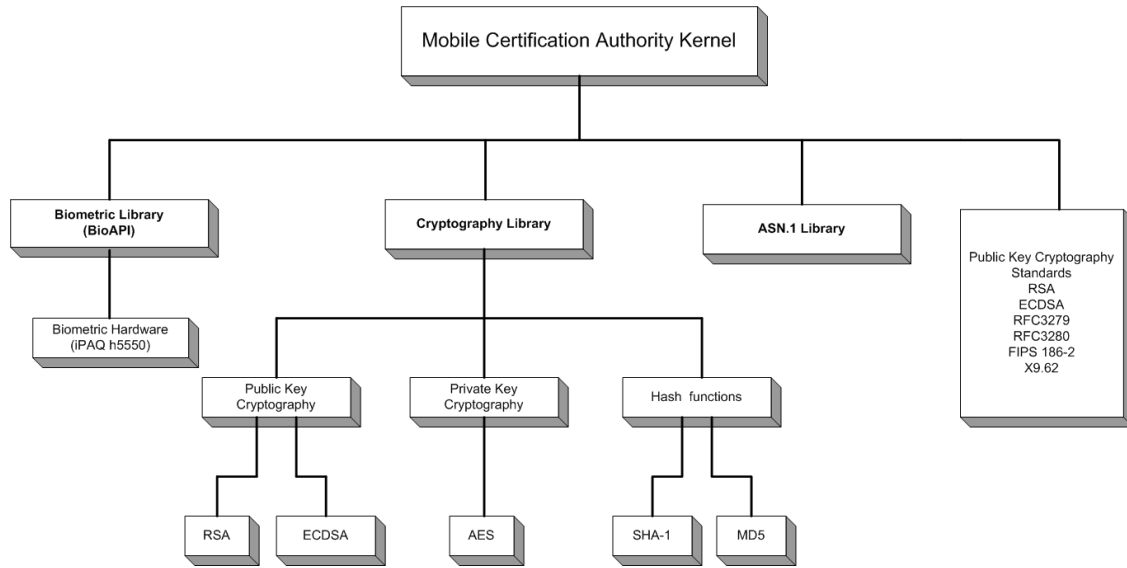 Mobile Certification Authority Kernel
Biometric Library
(BioAPI)
Cryptography Library
ASN.1 Library
Public Key Cryptography
Standards
RSA
ECDSA
RFC3279
RFC3280
FIPS 186-2
X9.62
Biometric Hardware
(iPAQ h5550)
Public Key
Cryptography
Private Key
Cryptography
Hash functions
RSA
ECDSA
AES
SHA-1
MD5